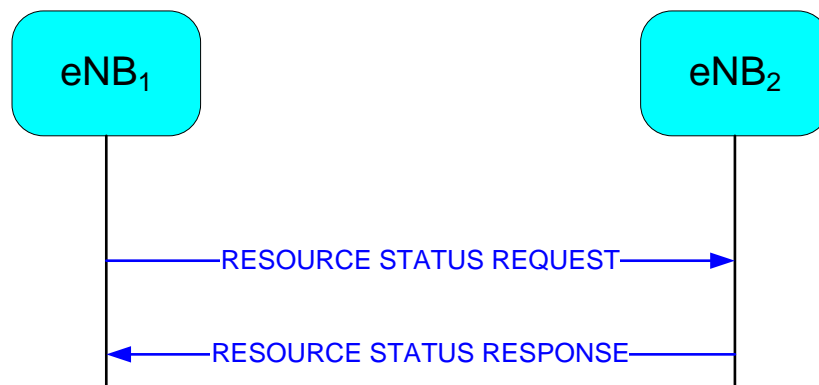 eNB₁
eNB₂
RESOURCE STATUS REQUEST
RESOURCE STATUS RESPONSE